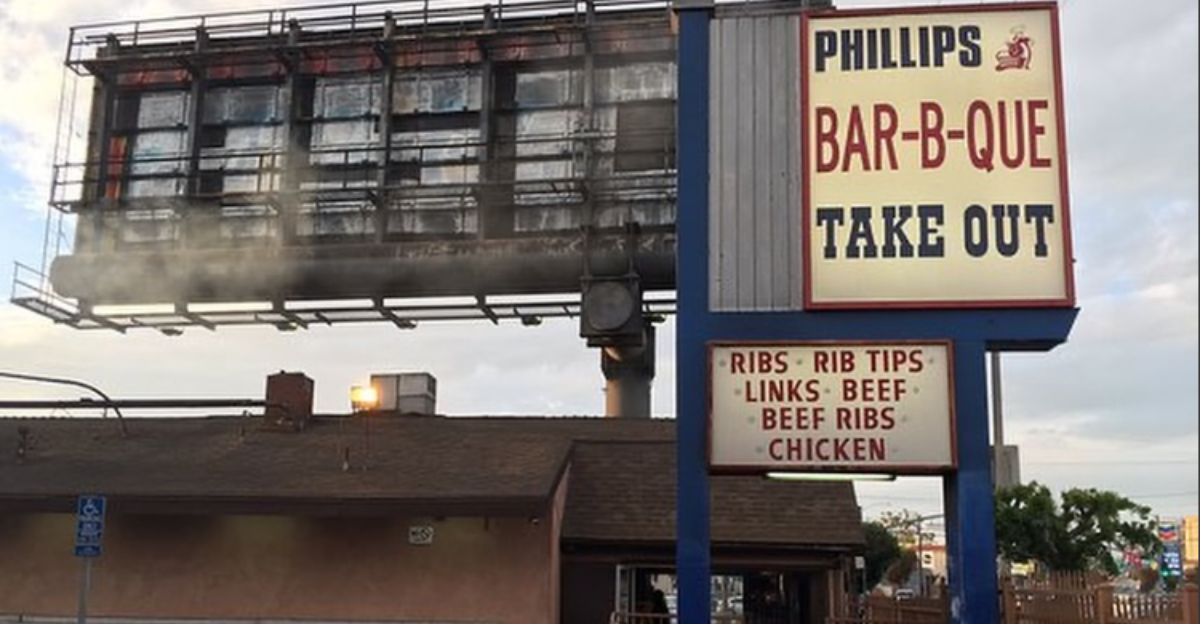 PHILLIPS
BAR-B-QUE
TAKE OUT
RIBS · RIB TIPS
· LINKS · BEEF ·
· BEEF RIBS ·
· CHICKEN ·